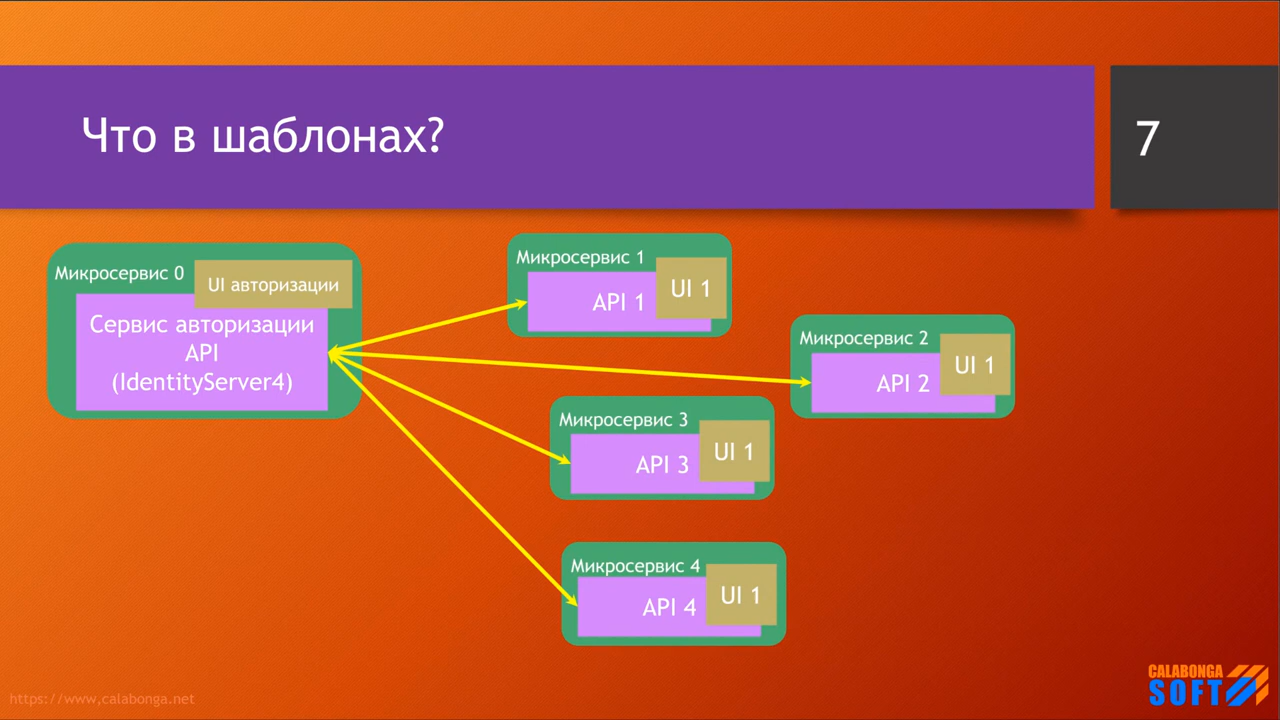 Что в шаблонах?
7
Микросервис 0
UI авторизации
Сервис авторизации
API
(IdentityServer4)
Микросервис 1
UI 1
API 1
Микросервис 2
UI 1
API 2
Микросервис 3
UI 1
API 3
Микросервис 4
UI 1
API 4
https://www.calabonga.net
CALABONGA
SOFT